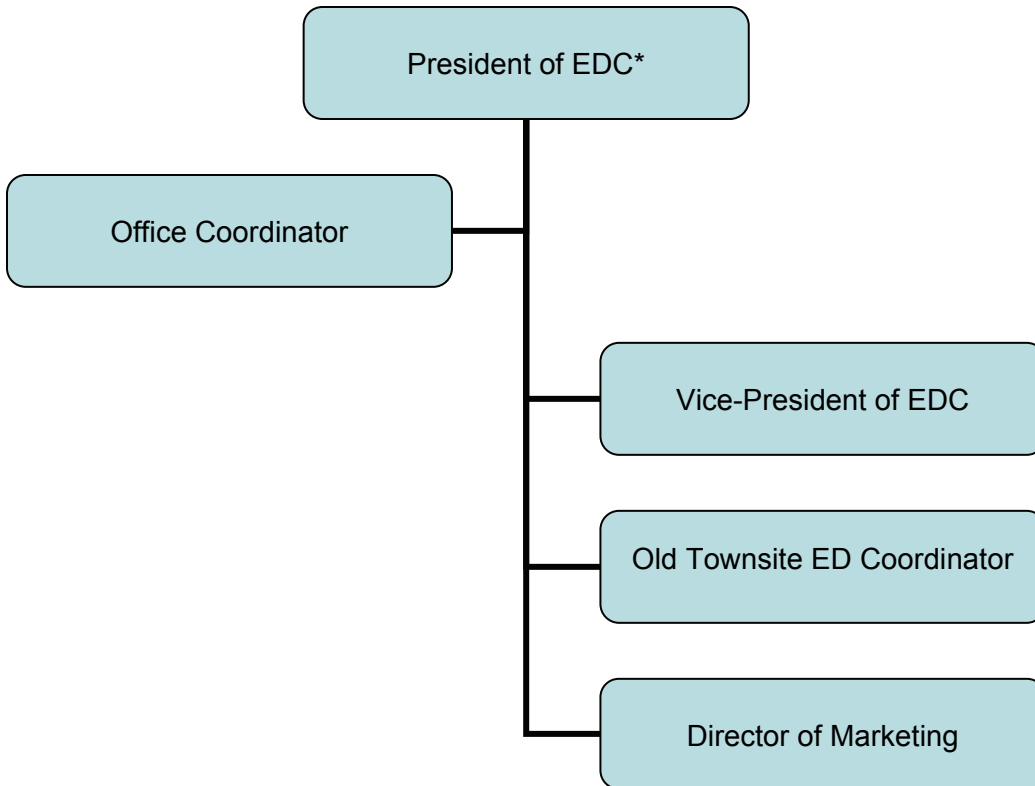 President of EDC*
Office Coordinator
Vice-President of EDC
Old Townsite ED Coordinator
Director of Marketing